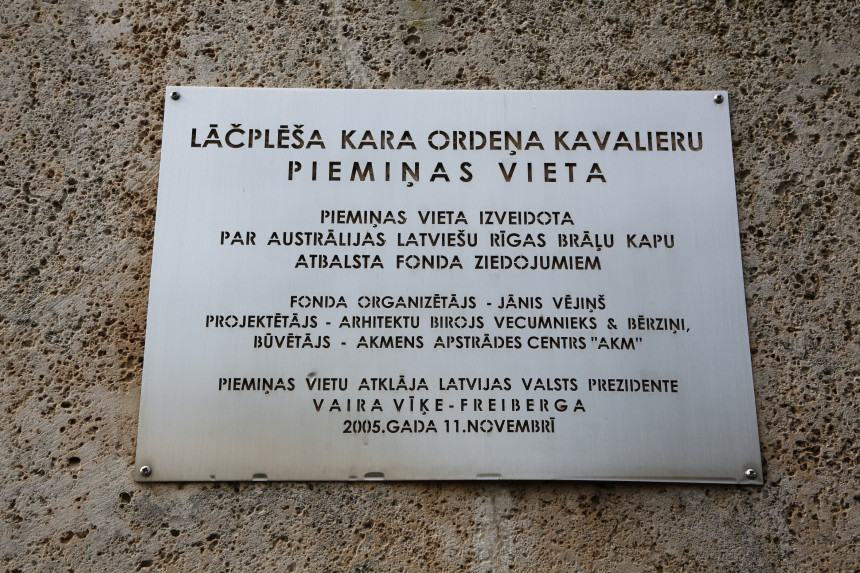 LĀČPLĒŠA KARA ORDEŅA KAVALIERU
PIEMIŅAS VIETA
PIEMIŅAS VIETA IZVEIDOTA
PAR AUSTRĀLIJAS LATVIEŠU RĪGAS BRĀĻU KAPU
ATBALSTA FONDA ZIEDOJUMIEM
FONDA ORGANIZĒTĀJS - JĀNIS VĒJIŅŠ
PROJEKTĒTĀJS - ARHITEKTU BIROJS VECUMNIEKS & BĒRZIŅI,
BŪVĒTĀJS - AKMENS APSTRĀDES CENTRS "AKM"
PIEMIŅAS VIETU ATKLĀJA LATVIJAS VALSTS PREZIDENTE
VAIRA VĪĶE-FREIBERGA
2005.GADA 11.NOVEMBRĪ